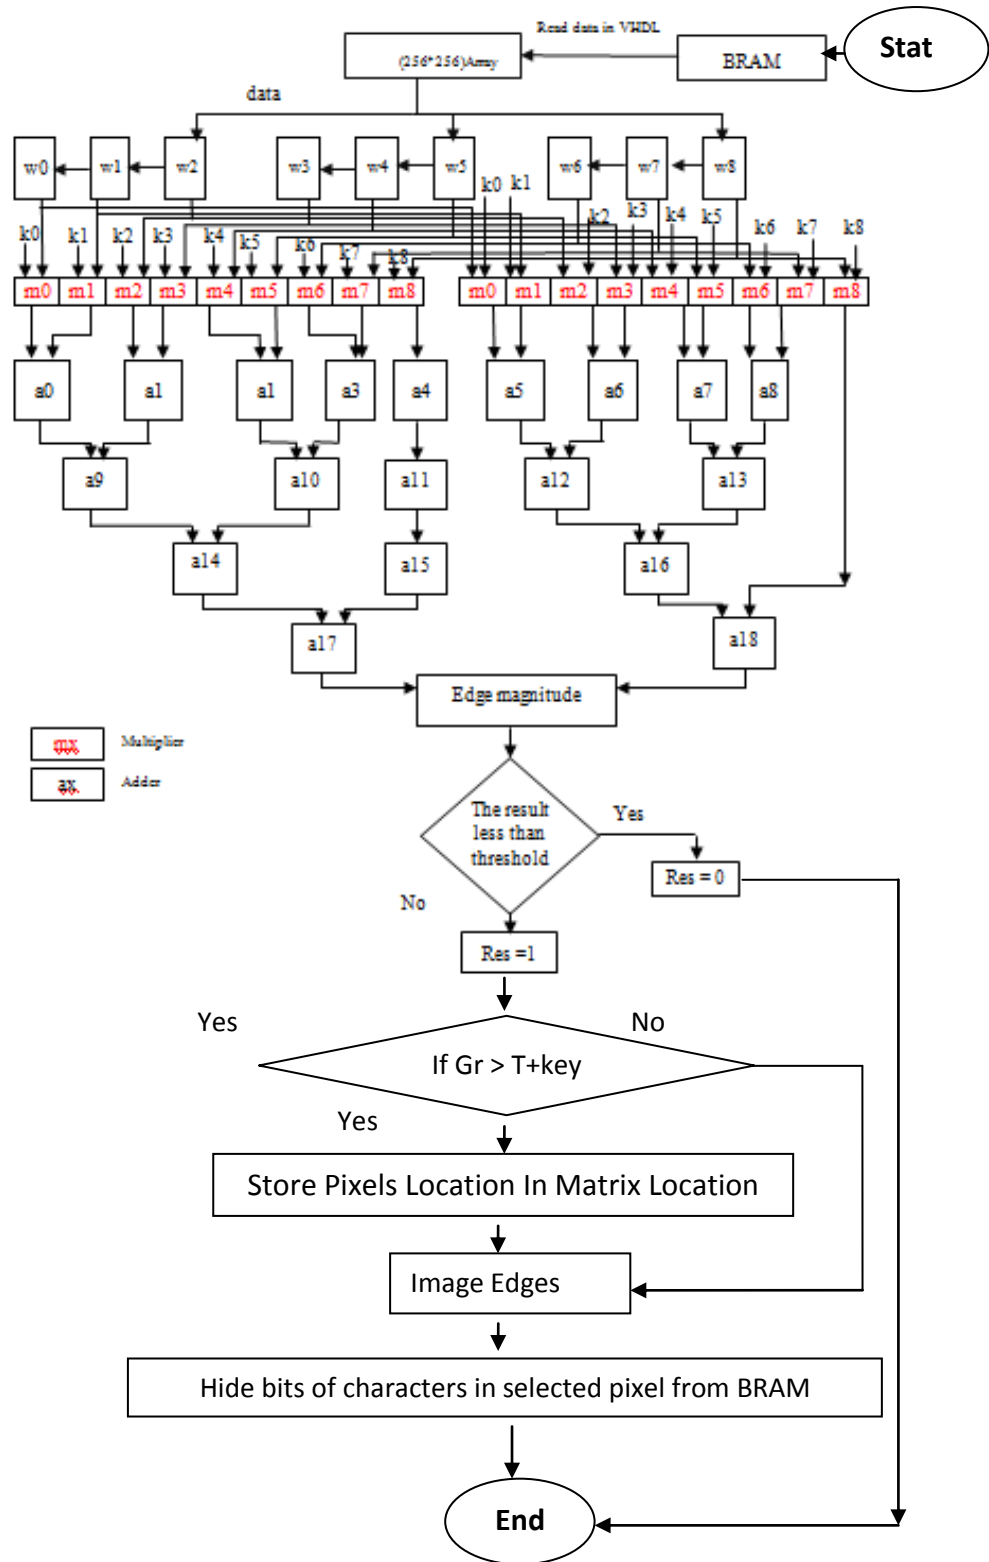 Read data in VHDL
Stat
(256*256)Array
BRAM
data
w0 w1 w2 w3 w4 w5 w6 w7 w8
k0 k1
k0 k1 k2 k3 k4 k5 k6 k7 k8
k2 k3 k4 k5 k6 k7 k8
m0 m1 m2 m3 m4 m5 m6 m7 m8
m0 m1 m2 m3 m4 m5 m6 m7 m8
a0 a1 a1 a3 a4 a5 a6 a7 a8
a9 a10 a11 a12 a13
a14 a15 a16
a17 a18
Edge magnitude
mx Multiplier
ax Adder
The result
less than
threshold
Yes
Res = 0
No
Res =1
Yes
No
If Gr > T+key
Yes
Store Pixels Location In Matrix Location
Image Edges
Hide bits of characters in selected pixel from BRAM
End